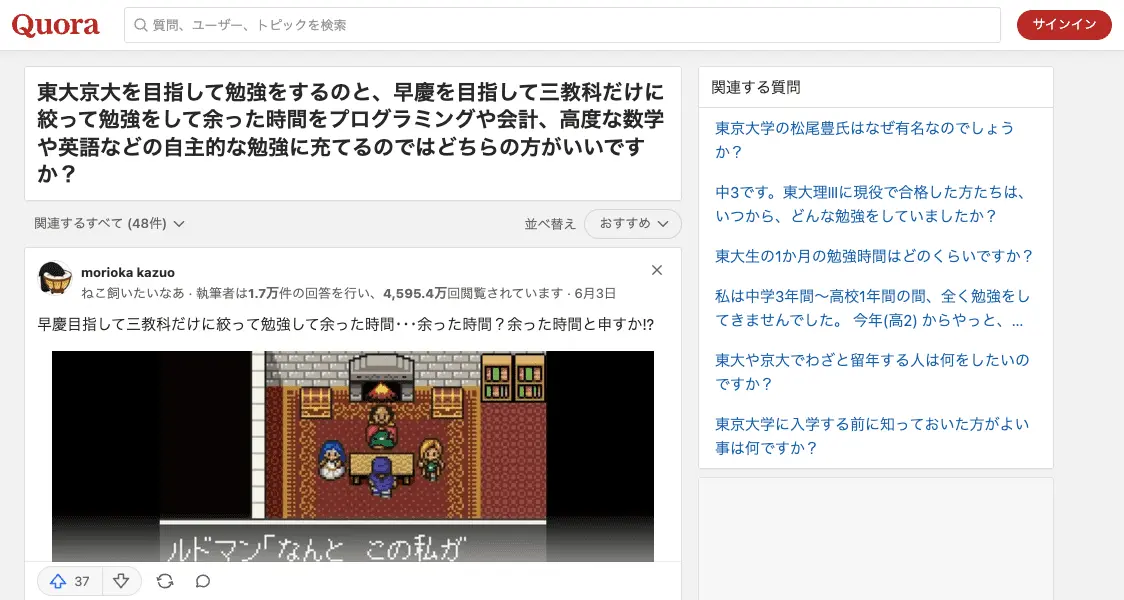 Quora
質問、ユーザー、トピックを検索
サインイン
東大京大を目指して勉強をするのと、早慶を目指して三教科だけに
絞って勉強をして余った時間をプログラミングや会計、高度な数学
や英語などの自主的な勉強に充てるのではどちらの方がいいです
か？
関連するすべて (48件)
並べ替え
おすすめ
morioka kazuo
ねこ飼いたいなあ · 執筆者は1.7万件の回答を行い、4,595.4万回閲覧されています · 6月3日
早慶目指して三教科だけに絞って勉強して余った時間･･･余った時間？余った時間と申すか!?
ルドマン｢なんと この私が
37
関連する質問
東京大学の松尾豊氏はなぜ有名なのでしょう
か？
中3です。東大理Ⅲに現役で合格した方たちは、
いつから、どんな勉強をしていましたか？
東大生の1か月の勉強時間はどのくらいですか？
私は中学3年間〜高校1年間の間、全く勉強をし
てきませんでした。 今年(高2) からやっと、...
東大や京大でわざと留年する人は何をしたいの
ですか？
東京大学に入学する前に知っておいた方がよい
事は何ですか？